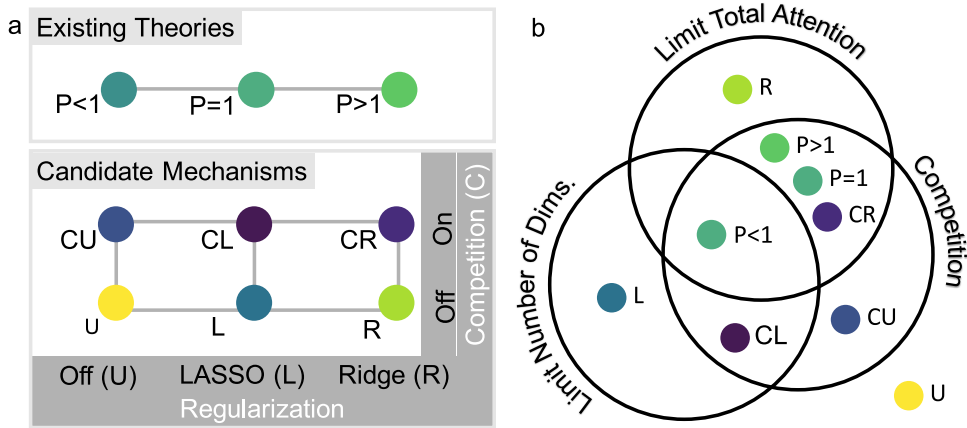 a
Existing Theories
P<1
P=1
P>1
Candidate Mechanisms
CU
CL
CR
U
L
R
On
Off
Competition (C)
Off (U)
LASSO (L)
Ridge (R)
Regularization
b
Limit Total Attention
Limit Number of Dims.
Competition
R
P>1
P=1
CR
P<1
L
CL
CU
U